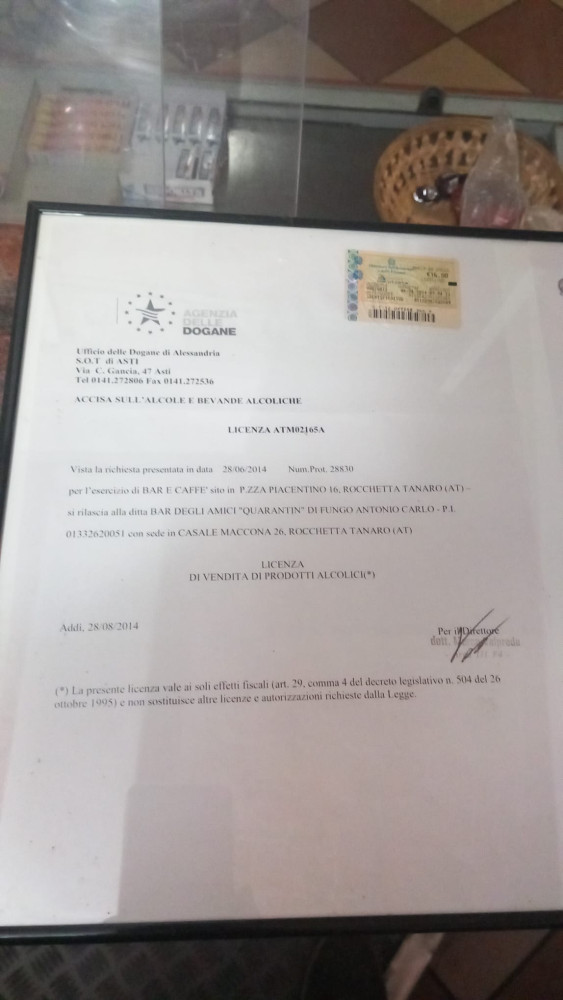 €16,00
AGENZIA
DELLE
DOGANE
Ufficio delle Dogane di Alessandria
S.O.T di ASTI
Via C. Gancia, 47 Asti
Tel 0141.272806 Fax 0141.272536
ACCISA SULL'ALCOLE E BEVANDE ALCOLICHE
LICENZA ATM02165A
Vista la richiesta presentata in data 28/06/2014 Num.Prot. 28830
per l'esercizio di BAR E CAFFE' sito in P.ZZA PIACENTINO 16, ROCCHETTA TANARO (AT) –
si rilascia alla ditta BAR DEGLI AMICI "QUARANTIN" DI FUNGO ANTONIO CARLO - P.I.
01332620051 con sede in CASALE MACCONA 26, ROCCHETTA TANARO (AT)
LICENZA
DI VENDITA DI PRODOTTI ALCOLICI(*)
Addì, 28/08/2014
Per il Direttore
dott.
(*) La presente licenza vale ai soli effetti fiscali (art. 29, comma 4 del decreto legislativo n. 504 del 26
ottobre 1995) e non sostituisce altre licenze e autorizzazioni richieste dalla Legge.